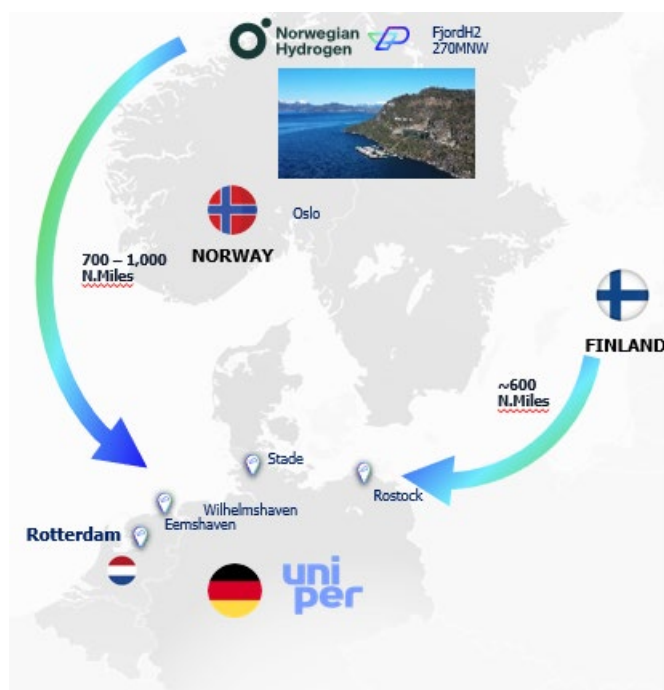 Norwegian
Hydrogen
FjordH2
270MNW
Oslo
NORWAY
700 – 1,000
N.Miles
FINLAND
~600
N.Miles
Stade
Rostock
Wilhelmshaven
Eemshaven
Rotterdam
uni
per